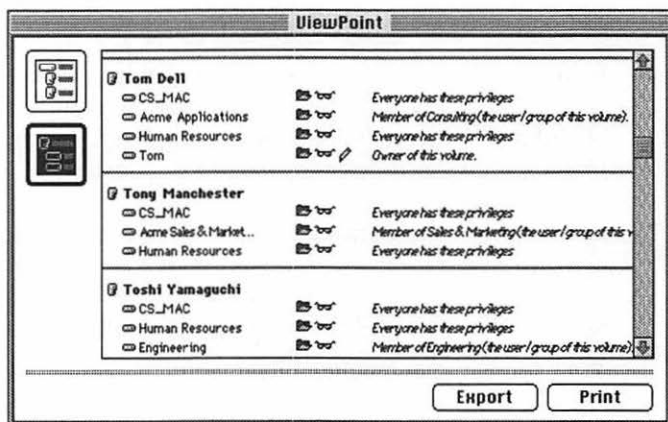 ViewPoint
Tom Dell
CS_MAC Everyone has these privileges
Acme Applications Member of Consulting (the user/group of this volume).
Human Resources Everyone has these privileges
Tom Owner of this volume.
Tony Manchester
CS_MAC Everyone has these privileges
Acme Sales & Market... Member of Sales & Marketing (the user/group of this v
Human Resources Everyone has these privileges
Toshi Yamaguchi
CS_MAC Everyone has these privileges
Human Resources Everyone has these privileges
Engineering Member of Engineering (the user/group of this volume).
Export Print